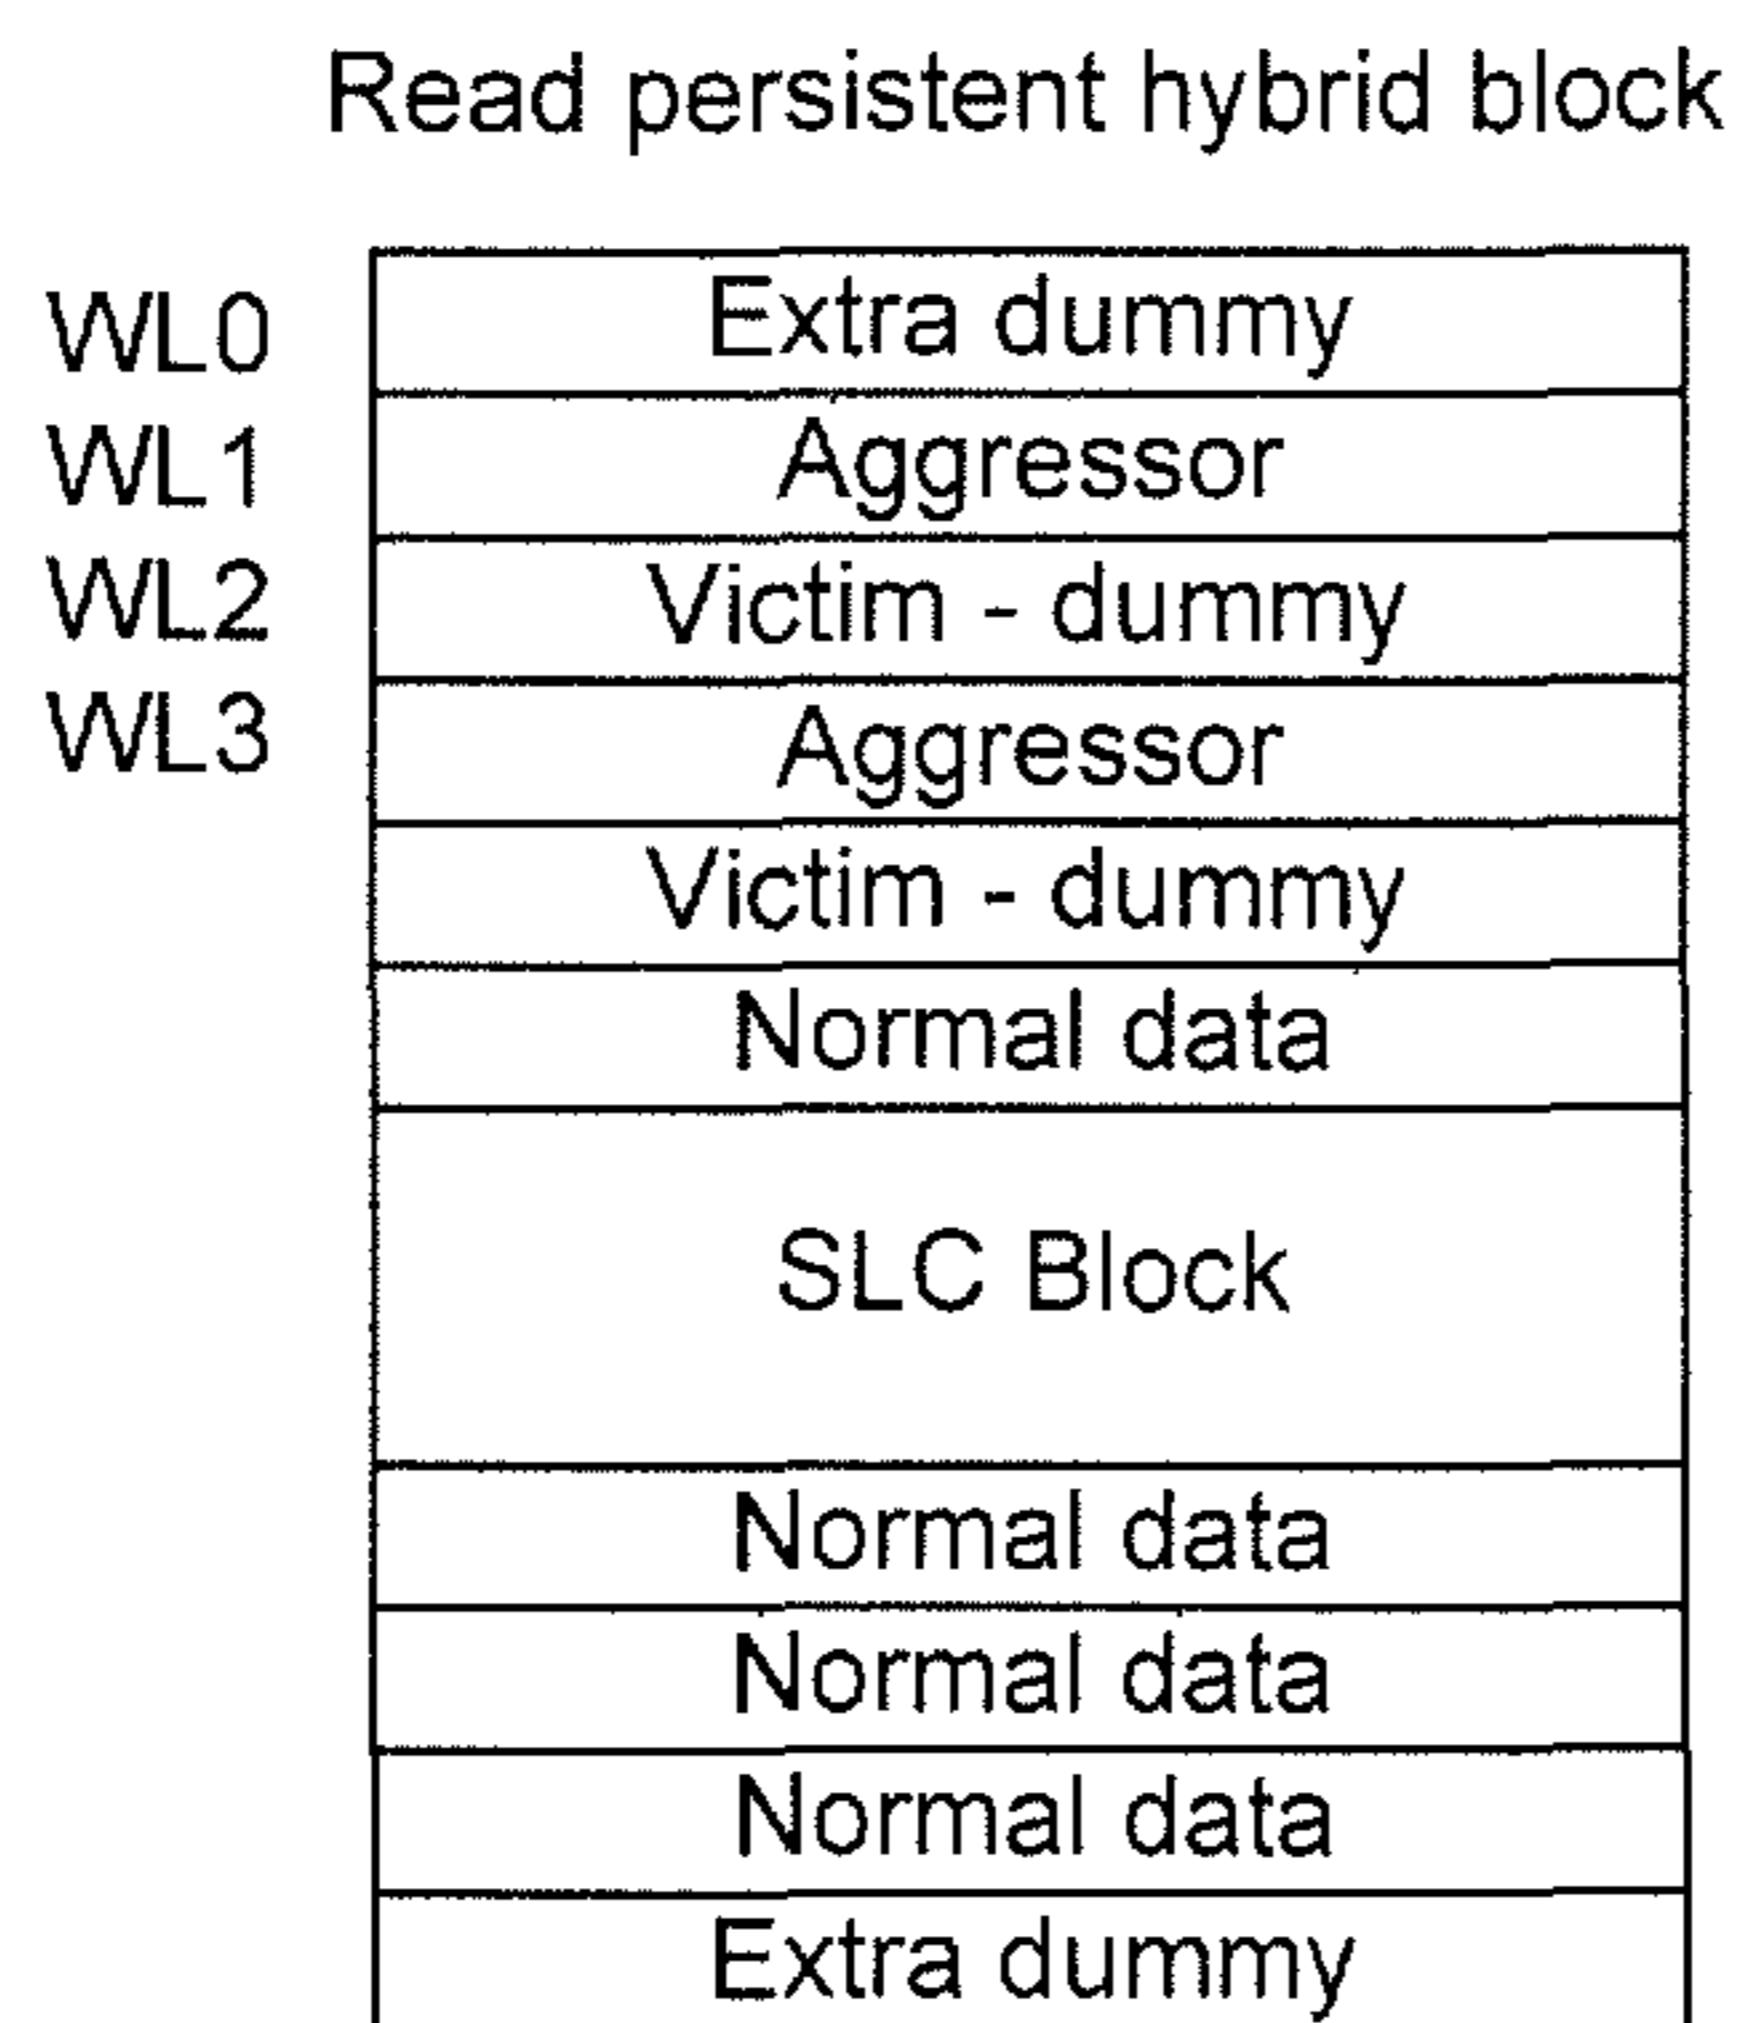 Read persistent hybrid block
WL0 Extra dummy
WL1 Aggressor
WL2 Victim - dummy
WL3 Aggressor
Victim - dummy
Normal data
SLC Block
Normal data
Normal data
Normal data
Extra dummy